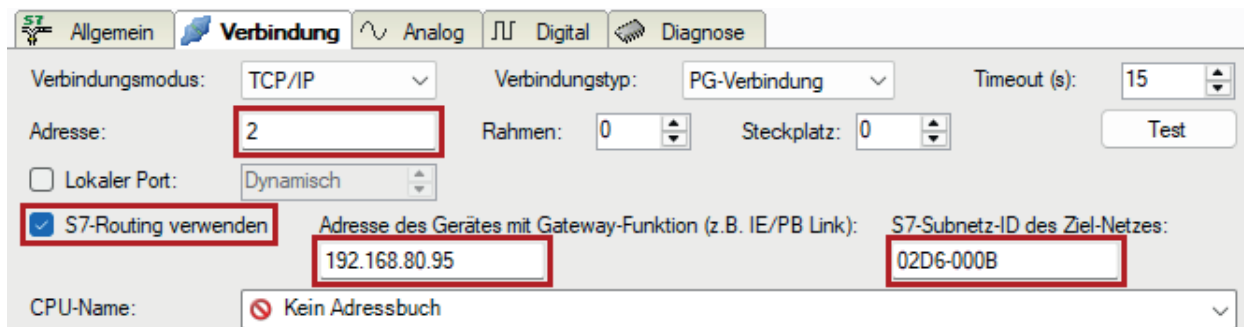 S7 Allgemein Verbindung Analog Digital Diagnose
Verbindungsmodus: TCP/IP Verbindungstyp: PG-Verbindung Timeout (s): 15
Adresse: 2 Rahmen: 0 Steckplatz: 0 Test
Lokaler Port: Dynamisch
S7-Routing verwenden Adresse des Gerätes mit Gateway-Funktion (z.B. IE/PB Link): S7-Subnetz-ID des Ziel-Netzes:
192.168.80.95 02D6-000B
CPU-Name: Kein Adressbuch